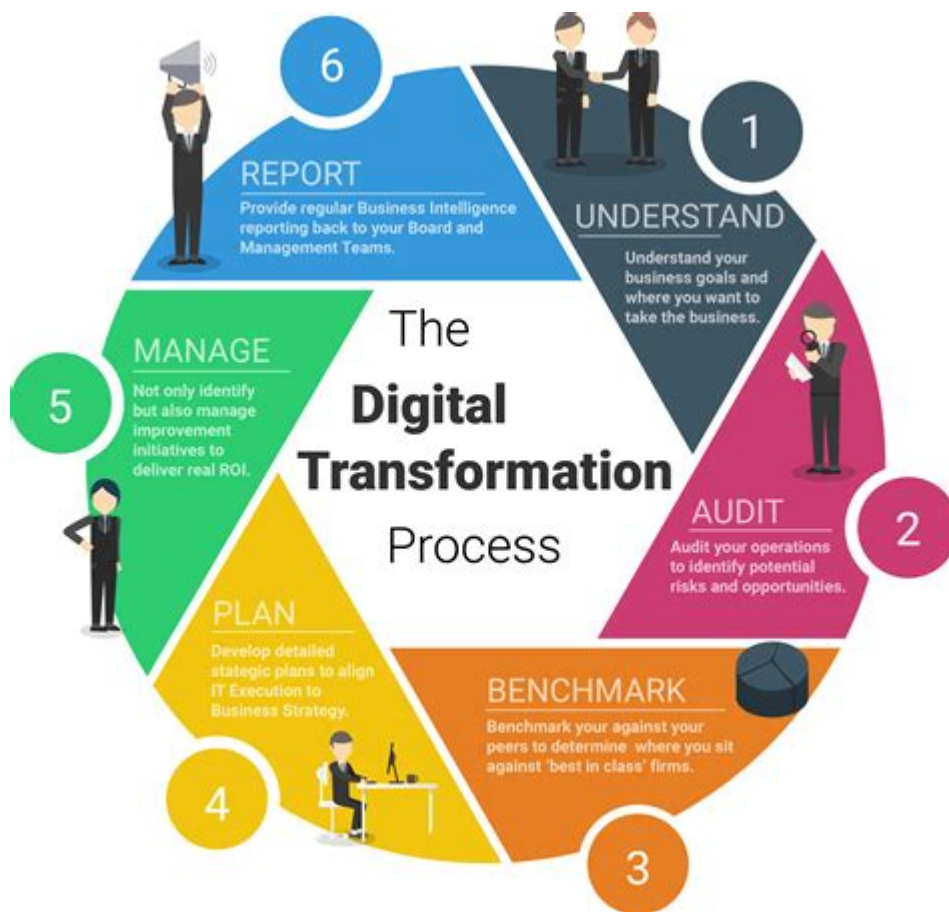 The
Digital
Transformation
Process
1
UNDERSTAND
Understand your
business goals and
where you want to
take the business.
2
AUDIT
Audit your operations
to identify potential
risks and opportunities.
3
BENCHMARK
Benchmark your against your
peers to determine where you sit
against 'best in class' firms.
4
PLAN
Develop detailed
stategic plans to align
IT Execution to
Business Strategy.
5
MANAGE
Not only identify
but also manage
improvement
initiatives to
deliver real ROI.
6
REPORT
Provide regular Business Intelligence
reporting back to your Board and
Management Teams.